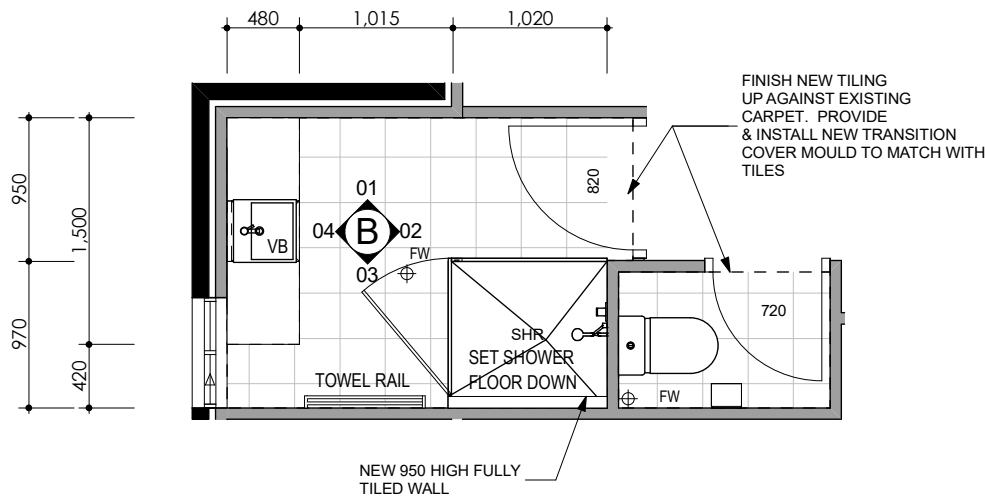 480
1,015
1,020
FINISH NEW TILING
UP AGAINST EXISTING
CARPET. PROVIDE
& INSTALL NEW TRANSITION
COVER MOULD TO MATCH WITH
TILES
950
1,500
970
420
820
01
04 B 02
03
VB
FW
720
SHR
SET SHOWER
FLOOR DOWN
TOWEL RAIL
FW
NEW 950 HIGH FULLY
TILED WALL